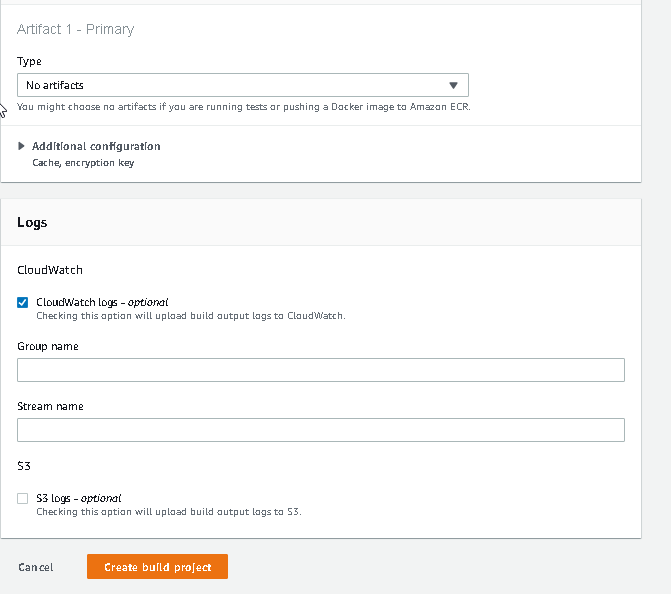 Artifact 1 - Primary
Type
No artifacts
You might choose no artifacts if you are running tests or pushing a Docker image to Amazon ECR.
Additional configuration
Cache, encryption key
Logs
CloudWatch
CloudWatch logs - optional
Checking this option will upload build output logs to CloudWatch.
Group name
Stream name
S3
S3 logs - optional
Checking this option will upload build output logs to S3.
Cancel
Create build project